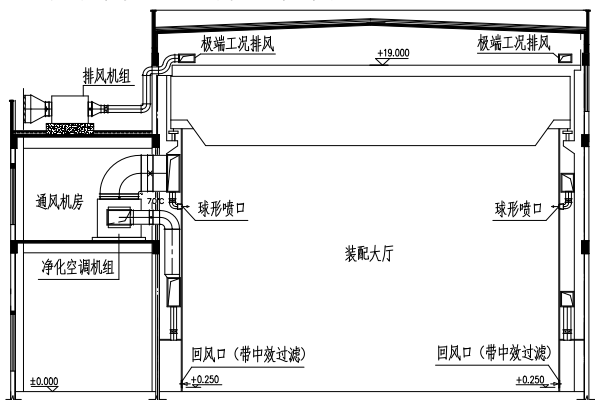 极端工况排风
极端工况排风
+19.000
排风机组
70℃
通风机房
球形喷口
球形喷口
装配大厅
净化空调机组
回风口（带中效过滤）
回风口（带中效过滤）
±0.000
+0.250
+0.250